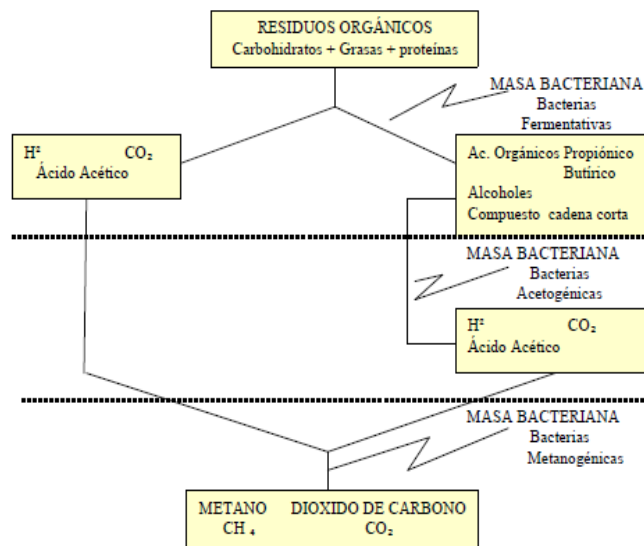 RESIDUOS ORGÁNICOS
Carbohidratos + Grasas + proteínas
MASA BACTERIANA
Bacterias
Fermentativas
H² CO₂
Ácido Acético
Ac. Orgánicos Propiónico
Butírico
Alcoholes
Compuesto cadena corta
MASA BACTERIANA
Bacterias
Acetogénicas
H² CO₂
Ácido Acético
MASA BACTERIANA
Bacterias
Metanogénicas
METANO DIOXIDO DE CARBONO
CH ₄ CO₂